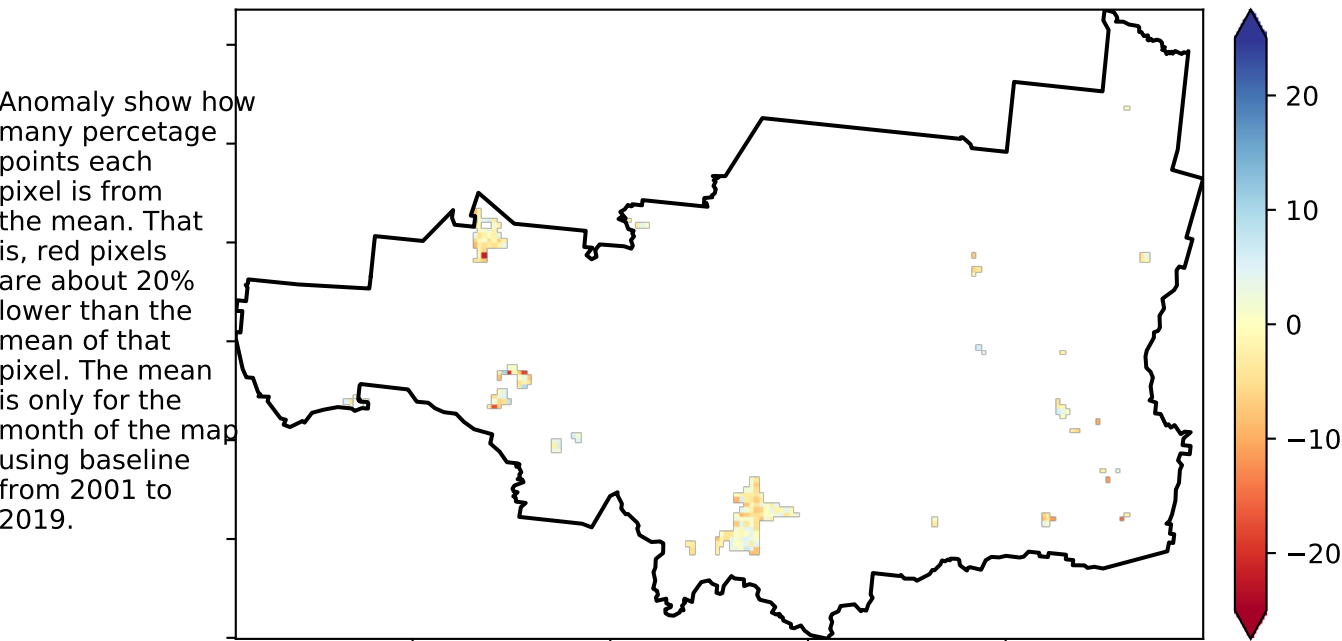 Anomaly show how
many percetage
points each
pixel is from
the mean. That
is, red pixels
are about 20%
lower than the
mean of that
pixel. The mean
is only for the
month of the map
using baseline
from 2001 to
2019.
20
10
0
−10
−20